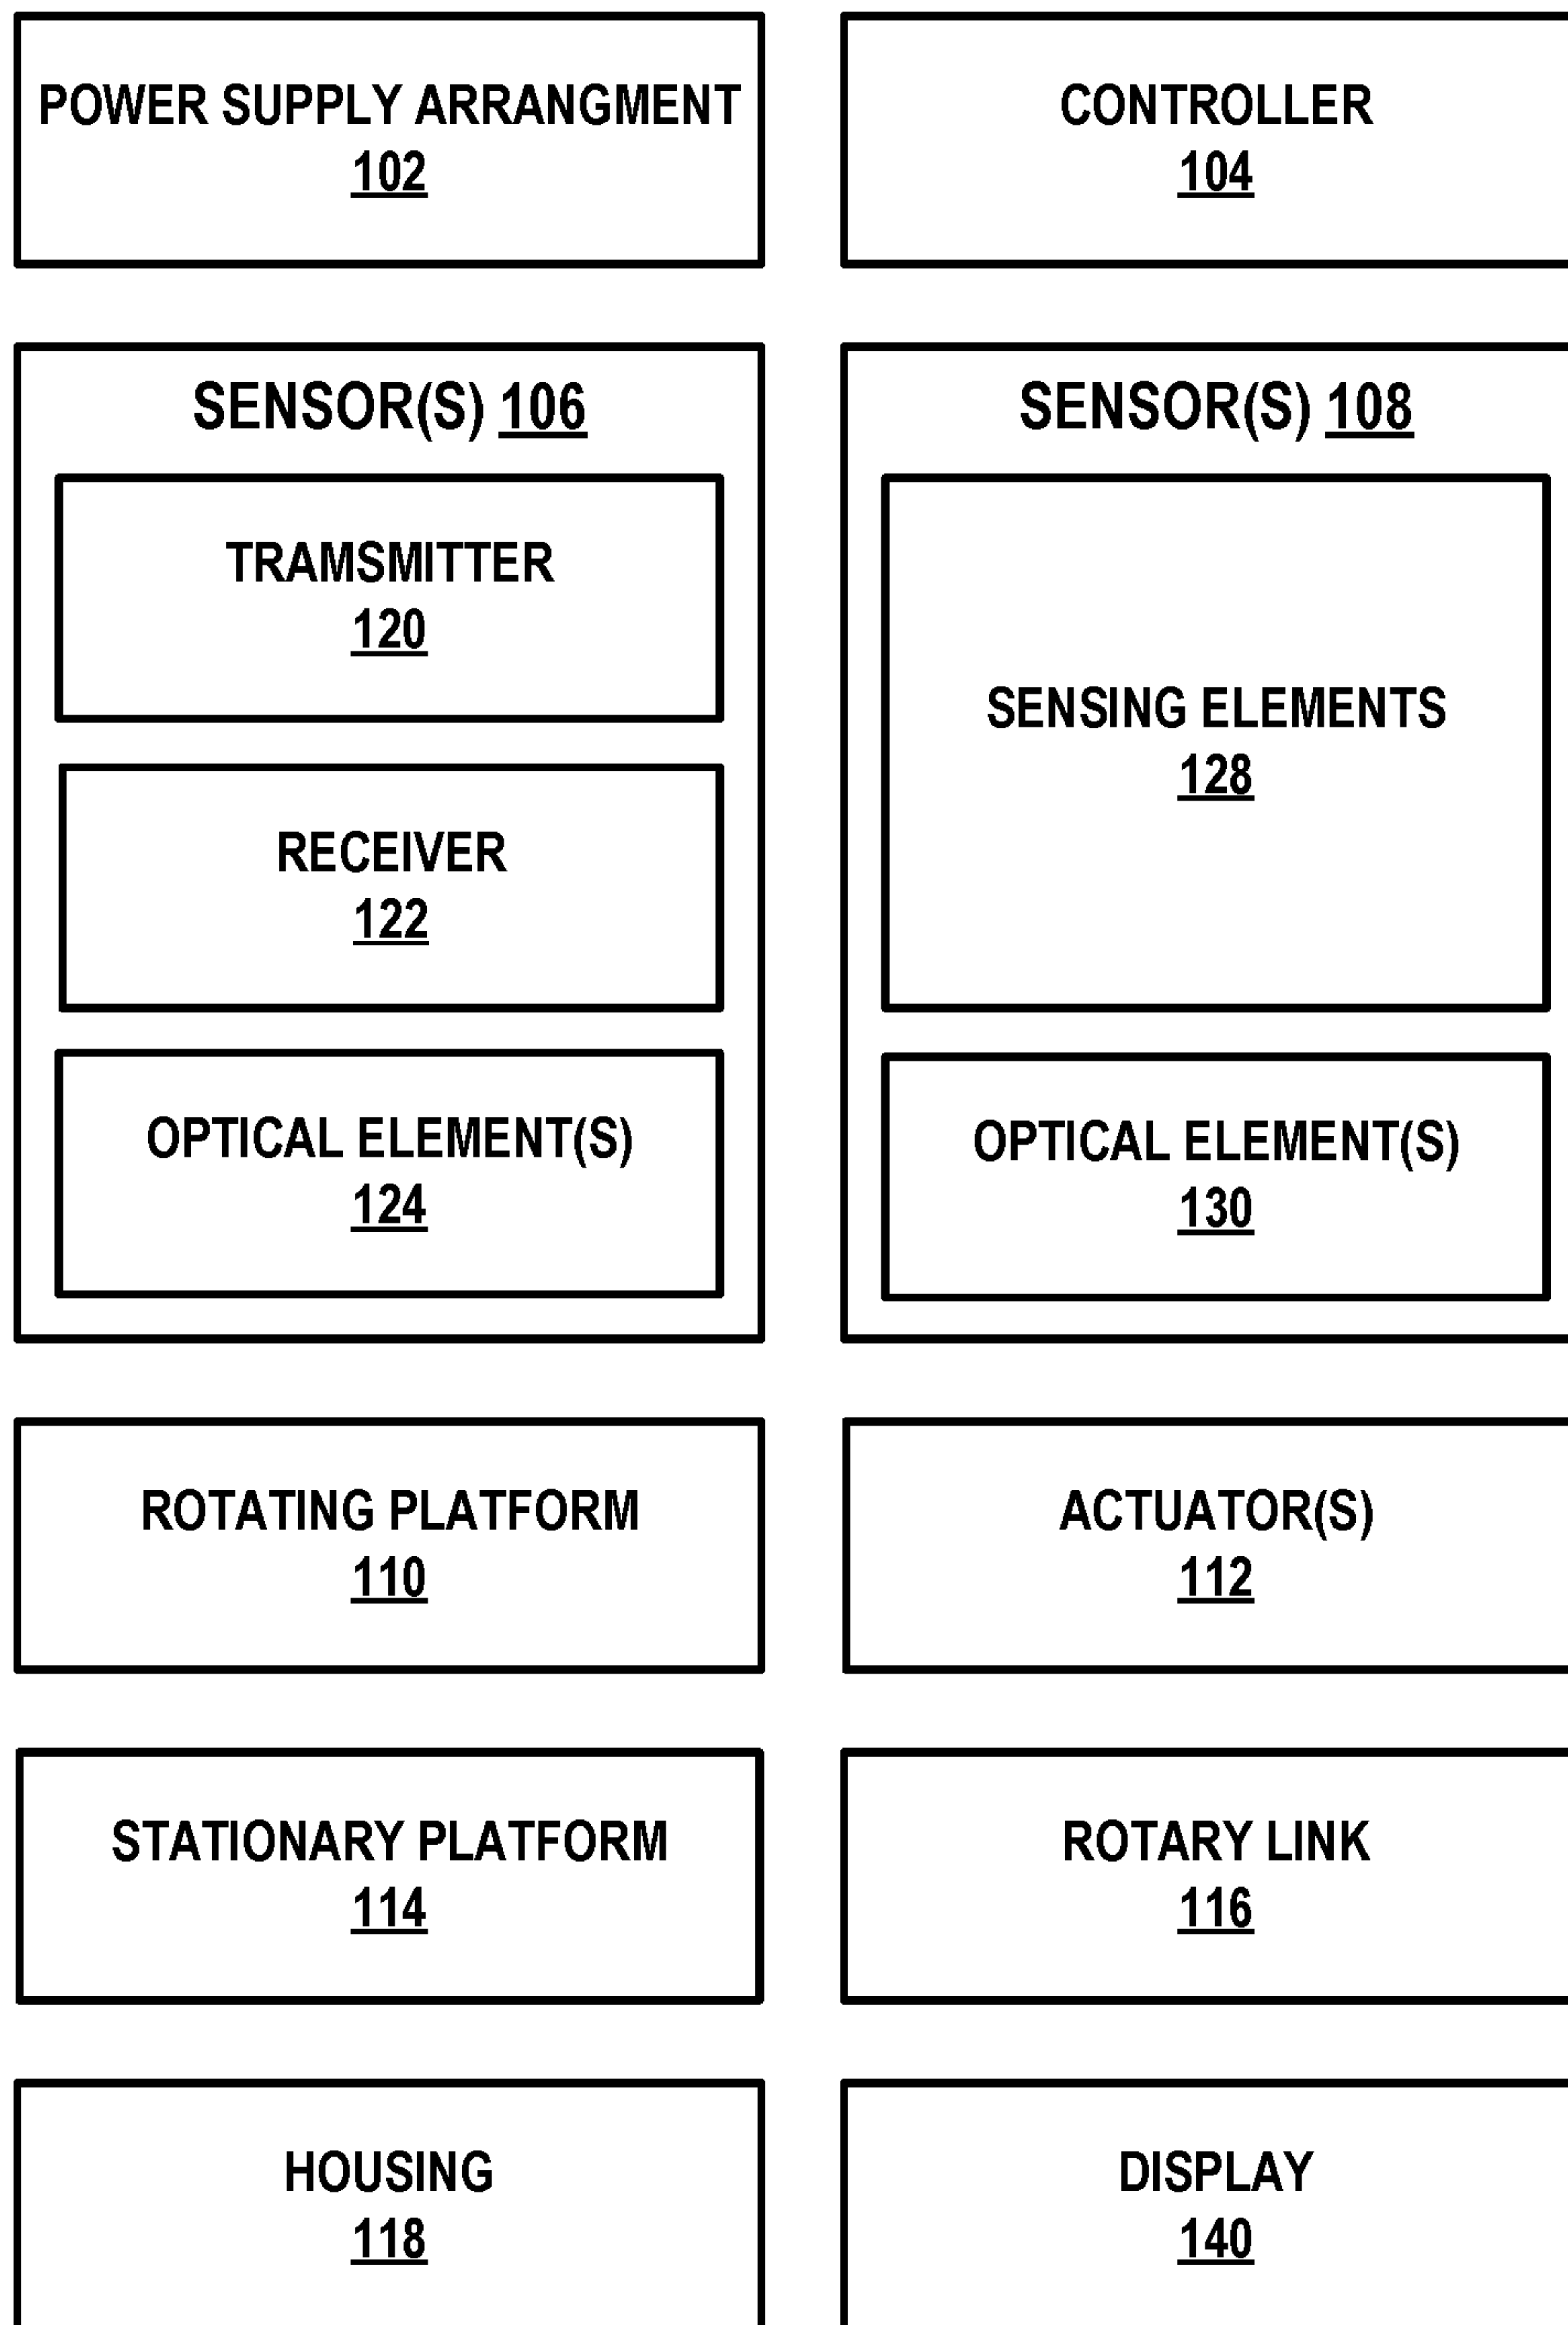 POWER SUPPLY ARRANGMENT
102
CONTROLLER
104
SENSOR(S) 106
TRAMSMITTER
120
RECEIVER
122
OPTICAL ELEMENT(S)
124
SENSOR(S) 108
SENSING ELEMENTS
128
OPTICAL ELEMENT(S)
130
ROTATING PLATFORM
110
ACTUATOR(S)
112
STATIONARY PLATFORM
114
ROTARY LINK
116
HOUSING
118
DISPLAY
140